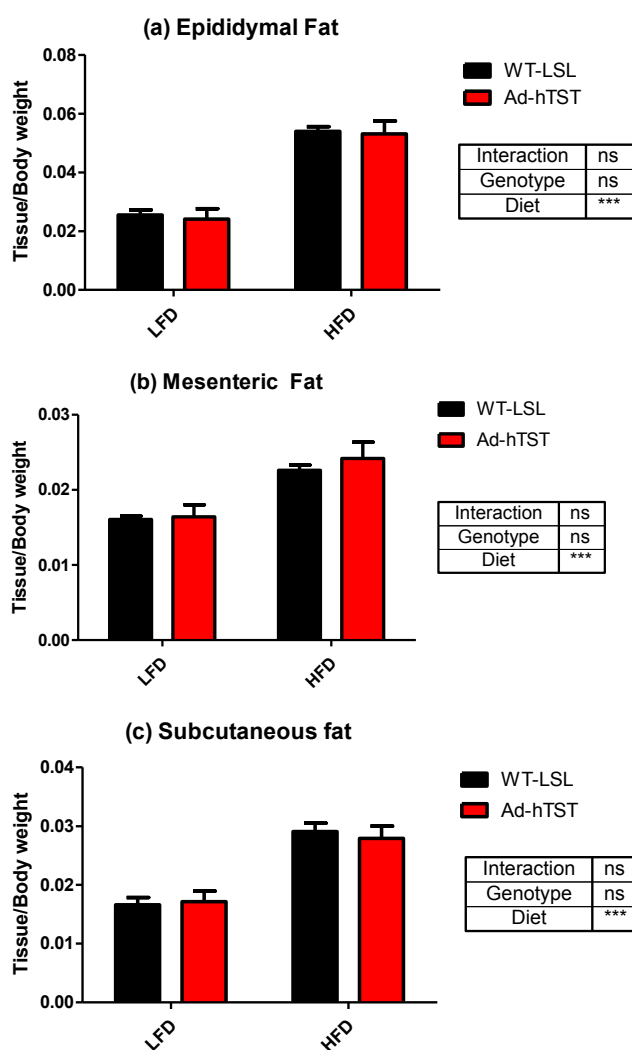 (a) Epididymal Fat
Tissue/Body weight
0.08
0.06
0.04
0.02
0.00
LFD
HFD
WT-LSL
Ad-hTST
Interaction ns
Genotype ns
Diet ***
(b) Mesenteric Fat
Tissue/Body weight
0.03
0.02
0.01
0.00
LFD
HFD
WT-LSL
Ad-hTST
Interaction ns
Genotype ns
Diet ***
(c) Subcutaneous fat
Tissue/Body weight
0.04
0.03
0.02
0.01
0.00
LFD
HFD
WT-LSL
Ad-hTST
Interaction ns
Genotype ns
Diet ***